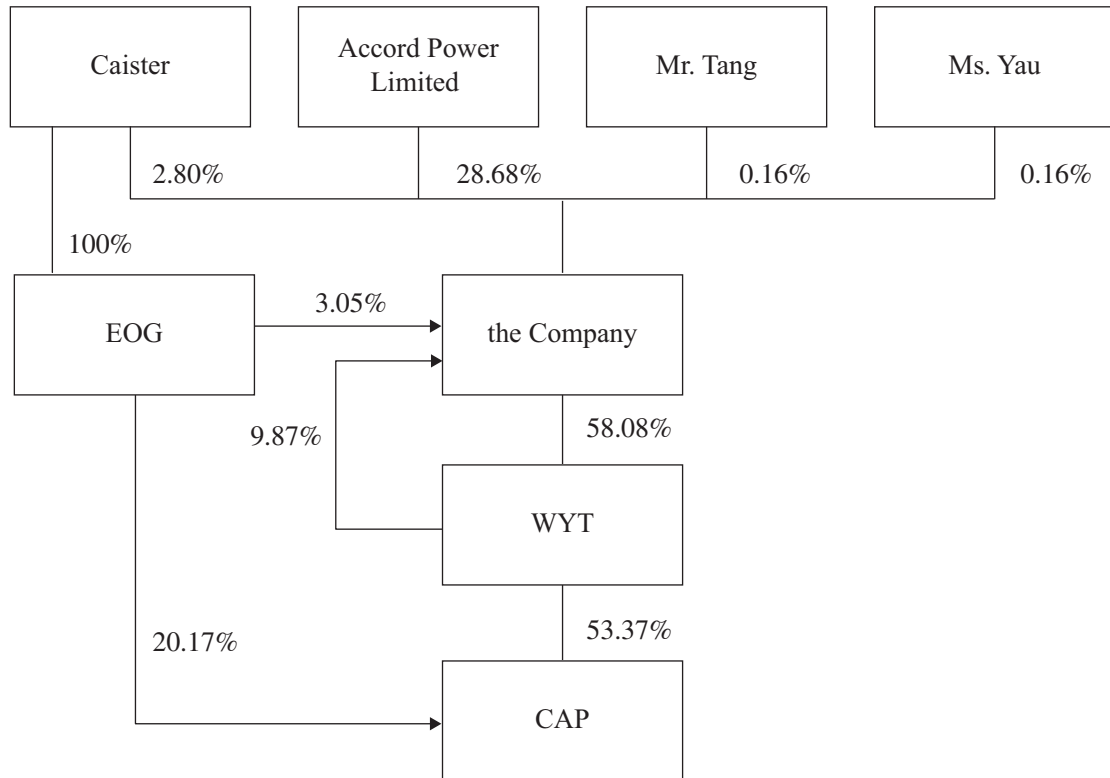 Caister
Accord Power
Limited
Mr. Tang
Ms. Yau
2.80%
28.68%
0.16%
0.16%
100%
EOG
3.05%
the Company
9.87%
58.08%
WYT
20.17%
53.37%
CAP